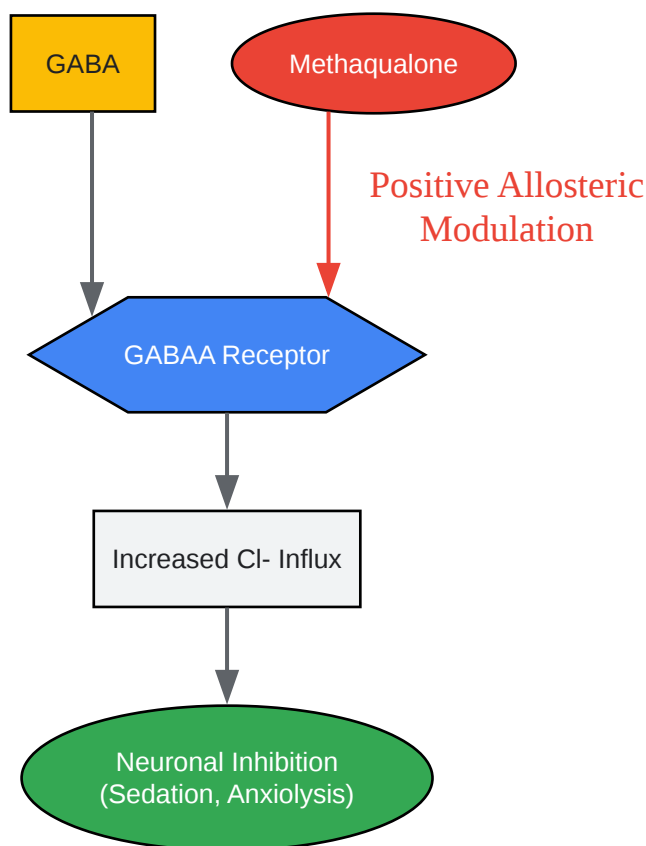 GABA
Methaqualone
Positive Allosteric
Modulation
GABAA Receptor
Increased Cl- Influx
Neuronal Inhibition
(Sedation, Anxiolysis)